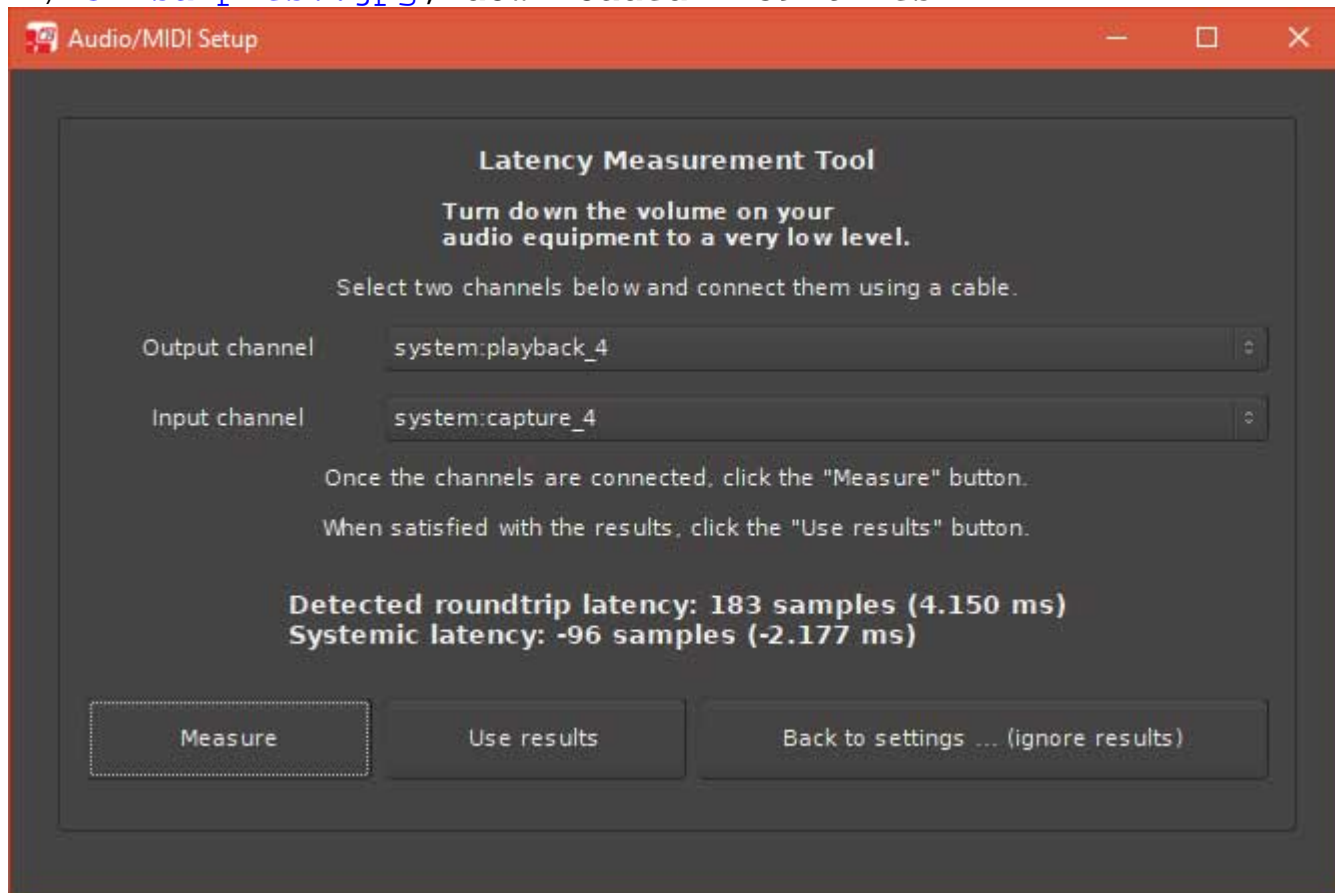 Audio/MIDI Setup
Latency Measurement Tool
Turn down the volume on your
audio equipment to a very low level.
Select two channels below and connect them using a cable.
Output channel system:playback_4
Input channel system:capture_4
Once the channels are connected, click the "Measure" button.
When satisfied with the results, click the "Use results" button.
Detected roundtrip latency: 183 samples (4.150 ms)
Systemic latency: -96 samples (-2.177 ms)
Measure Use results Back to settings ... (ignore results)